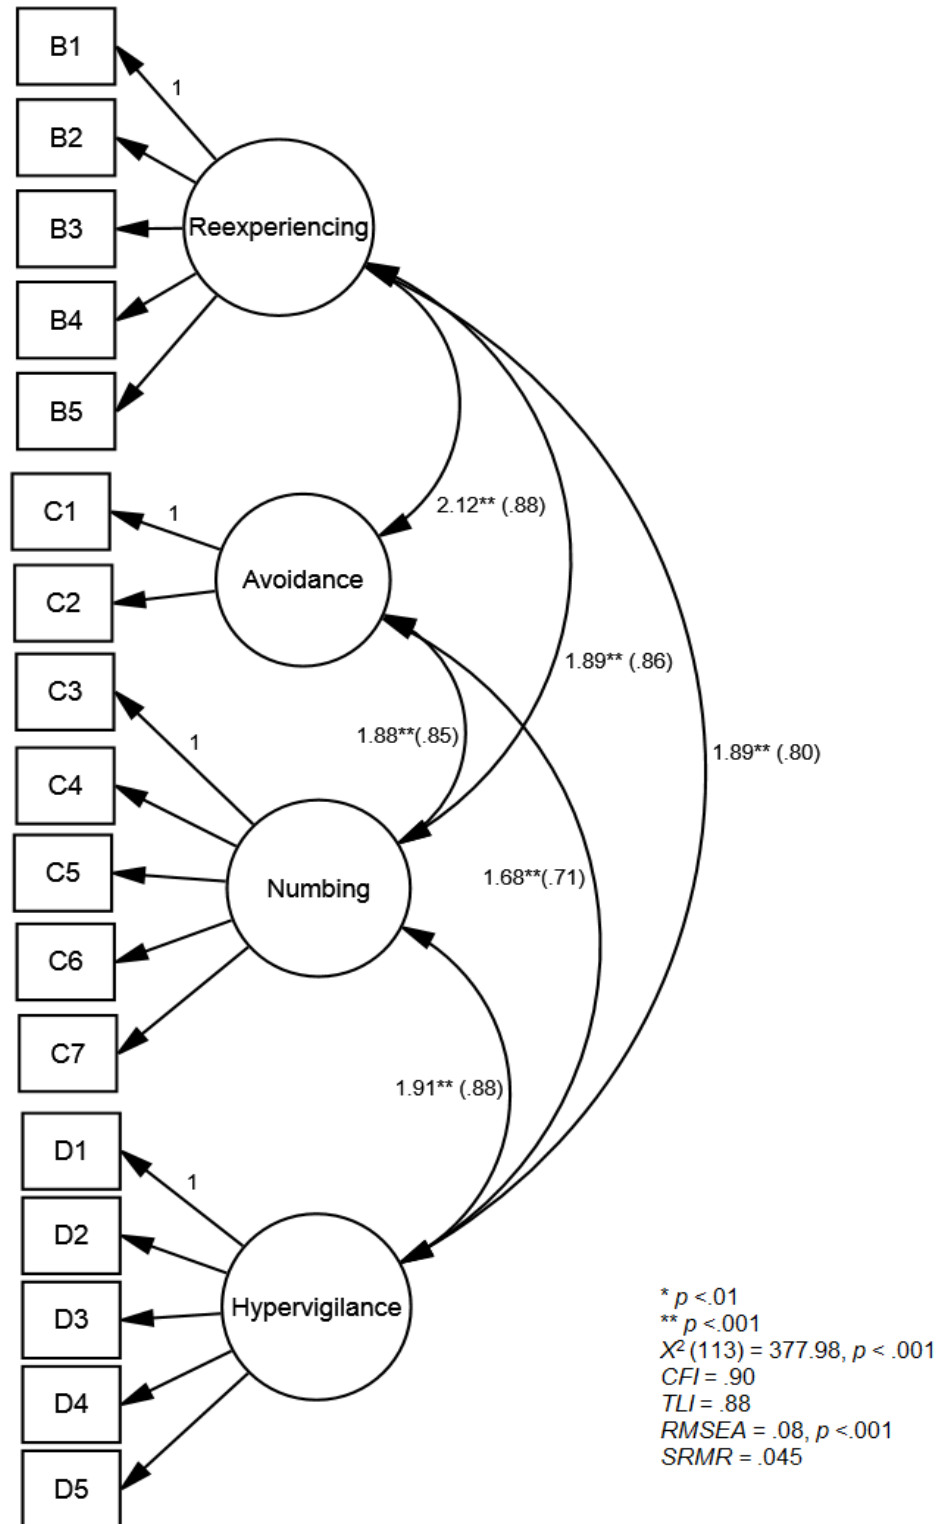 B1
1
B2
Reexperiencing
B3
B4
B5
C1
1
2.12** (.88)
Avoidance
C2
C3
1
1.89** (.86)
1.88**(.85)
1.89** (.80)
C4
C5
Numbing
1.68**(.71)
C6
C7
1.91** (.88)
D1
1
D2
Hypervigilance
D3
D4
D5
* p <.01
** p <.001
X² (113) = 377.98, p < .001
CFI = .90
TLI = .88
RMSEA = .08, p <.001
SRMR = .045